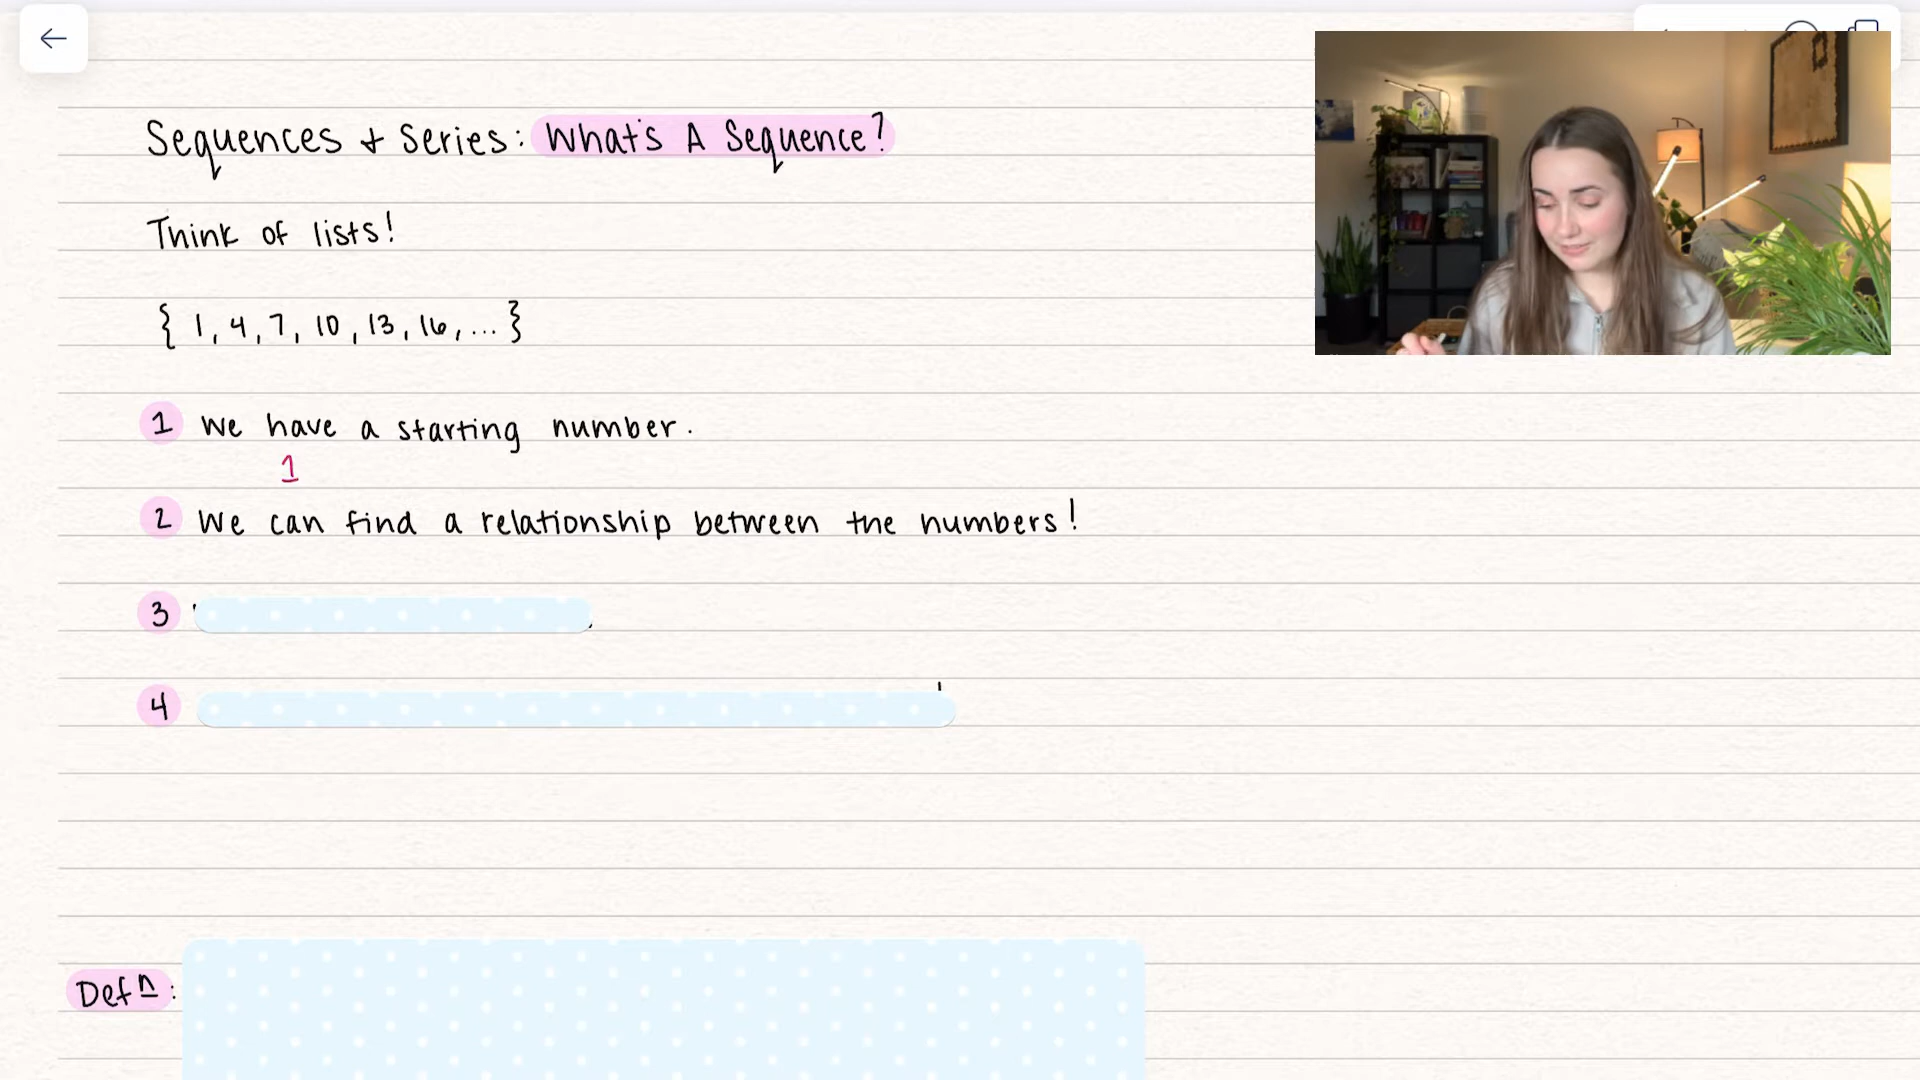 Sequences + Series: What's A Sequence?
Think of lists!
{ 1, 4, 7, 10, 13, 16, ... }
1 We have a starting number.
1
2 We can find a relationship between the numbers!
3
4
Defn: